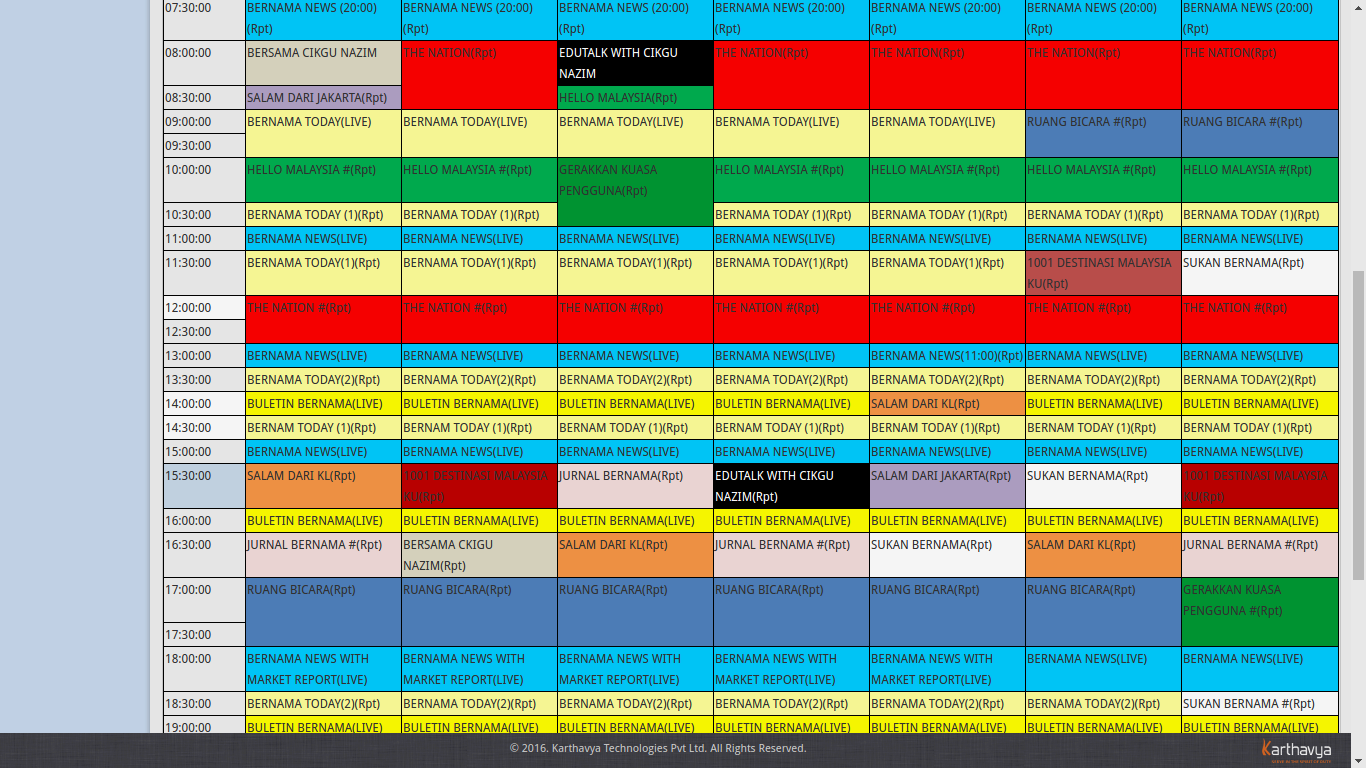 07:30:00 BERNAMA NEWS (20:00) BERNAMA NEWS (20:00) BERNAMA NEWS (20:00) BERNAMA NEWS (20:00) BERNAMA NEWS (20:00) BERNAMA NEWS (20:00) BERNAMA NEWS (20:00)
(Rpt) (Rpt) (Rpt) (Rpt) (Rpt) (Rpt) (Rpt)
08:00:00 BERSAMA CIKGU NAZIM THE NATION(Rpt) EDUTALK WITH CIKGU THE NATION(Rpt) THE NATION(Rpt) THE NATION(Rpt) THE NATION(Rpt)
NAZIM
08:30:00 SALAM DARI JAKARTA(Rpt) HELLO MALAYSIA(Rpt)
09:00:00 BERNAMA TODAY(LIVE) BERNAMA TODAY(LIVE) BERNAMA TODAY(LIVE) BERNAMA TODAY(LIVE) BERNAMA TODAY(LIVE) RUANG BICARA #(Rpt) RUANG BICARA #(Rpt)
09:30:00
10:00:00 HELLO MALAYSIA #(Rpt) HELLO MALAYSIA #(Rpt) GERAKKAN KUASA HELLO MALAYSIA #(Rpt) HELLO MALAYSIA #(Rpt) HELLO MALAYSIA #(Rpt) HELLO MALAYSIA #(Rpt)
PENGGUNA(Rpt)
10:30:00 BERNAMA TODAY (1)(Rpt) BERNAMA TODAY (1)(Rpt) BERNAMA TODAY (1)(Rpt) BERNAMA TODAY (1)(Rpt) BERNAMA TODAY (1)(Rpt) BERNAMA TODAY (1)(Rpt)
11:00:00 BERNAMA NEWS(LIVE) BERNAMA NEWS(LIVE) BERNAMA NEWS(LIVE) BERNAMA NEWS(LIVE) BERNAMA NEWS(LIVE) BERNAMA NEWS(LIVE) BERNAMA NEWS(LIVE)
11:30:00 BERNAMA TODAY(1)(Rpt) BERNAMA TODAY(1)(Rpt) BERNAMA TODAY(1)(Rpt) BERNAMA TODAY(1)(Rpt) BERNAMA TODAY(1)(Rpt) 1001 DESTINASI MALAYSIA SUKAN BERNAMA(Rpt)
KU(Rpt)
12:00:00 THE NATION #(Rpt) THE NATION #(Rpt) THE NATION #(Rpt) THE NATION #(Rpt) THE NATION #(Rpt) THE NATION #(Rpt) THE NATION #(Rpt)
12:30:00
13:00:00 BERNAMA NEWS(LIVE) BERNAMA NEWS(LIVE) BERNAMA NEWS(LIVE) BERNAMA NEWS(LIVE) BERNAMA NEWS(11:00)(Rpt) BERNAMA NEWS(LIVE) BERNAMA NEWS(LIVE)
13:30:00 BERNAMA TODAY(2)(Rpt) BERNAMA TODAY(2)(Rpt) BERNAMA TODAY(2)(Rpt) BERNAMA TODAY(2)(Rpt) BERNAMA TODAY(2)(Rpt) BERNAMA TODAY(2)(Rpt) BERNAMA TODAY(2)(Rpt)
14:00:00 BULETIN BERNAMA(LIVE) BULETIN BERNAMA(LIVE) BULETIN BERNAMA(LIVE) BULETIN BERNAMA(LIVE) SALAM DARI KL(Rpt) BULETIN BERNAMA(LIVE) BULETIN BERNAMA(LIVE)
14:30:00 BERNAM TODAY (1)(Rpt) BERNAM TODAY (1)(Rpt) BERNAM TODAY (1)(Rpt) BERNAM TODAY (1)(Rpt) BERNAM TODAY (1)(Rpt) BERNAM TODAY (1)(Rpt) BERNAM TODAY (1)(Rpt)
15:00:00 BERNAMA NEWS(LIVE) BERNAMA NEWS(LIVE) BERNAMA NEWS(LIVE) BERNAMA NEWS(LIVE) BERNAMA NEWS(LIVE) BERNAMA NEWS(LIVE) BERNAMA NEWS(LIVE)
15:30:00 SALAM DARI KL(Rpt) 1001 DESTINASI MALAYSIA JURNAL BERNAMA(Rpt) EDUTALK WITH CIKGU SALAM DARI JAKARTA(Rpt) SUKAN BERNAMA(Rpt) 1001 DESTINASI MALAYSIA
KU(Rpt) NAZIM(Rpt) KU(Rpt)
16:00:00 BULETIN BERNAMA(LIVE) BULETIN BERNAMA(LIVE) BULETIN BERNAMA(LIVE) BULETIN BERNAMA(LIVE) BULETIN BERNAMA(LIVE) BULETIN BERNAMA(LIVE) BULETIN BERNAMA(LIVE)
16:30:00 JURNAL BERNAMA #(Rpt) BERSAMA CKIGU SALAM DARI KL(Rpt) JURNAL BERNAMA #(Rpt) SUKAN BERNAMA(Rpt) SALAM DARI KL(Rpt) JURNAL BERNAMA #(Rpt)
NAZIM(Rpt)
17:00:00 RUANG BICARA(Rpt) RUANG BICARA(Rpt) RUANG BICARA(Rpt) RUANG BICARA(Rpt) RUANG BICARA(Rpt) RUANG BICARA(Rpt) GERAKKAN KUASA
PENGGUNA #(Rpt)
17:30:00
18:00:00 BERNAMA NEWS WITH BERNAMA NEWS WITH BERNAMA NEWS WITH BERNAMA NEWS WITH BERNAMA NEWS WITH BERNAMA NEWS(LIVE) BERNAMA NEWS(LIVE)
MARKET REPORT(LIVE) MARKET REPORT(LIVE) MARKET REPORT(LIVE) MARKET REPORT(LIVE) MARKET REPORT(LIVE)
18:30:00 BERNAMA TODAY(2)(Rpt) BERNAMA TODAY(2)(Rpt) BERNAMA TODAY(2)(Rpt) BERNAMA TODAY(2)(Rpt) BERNAMA TODAY(2)(Rpt) BERNAMA TODAY(2)(Rpt) SUKAN BERNAMA #(Rpt)
19:00:00 BULETIN BERNAMA(LIVE) BULETIN BERNAMA(LIVE) BULETIN BERNAMA(LIVE) BULETIN BERNAMA(LIVE) BULETIN BERNAMA(LIVE) BULETIN BERNAMA(LIVE) BULETIN BERNAMA(LIVE)
© 2016. Karthavya Technologies Pvt Ltd. All Rights Reserved.
Karthavya